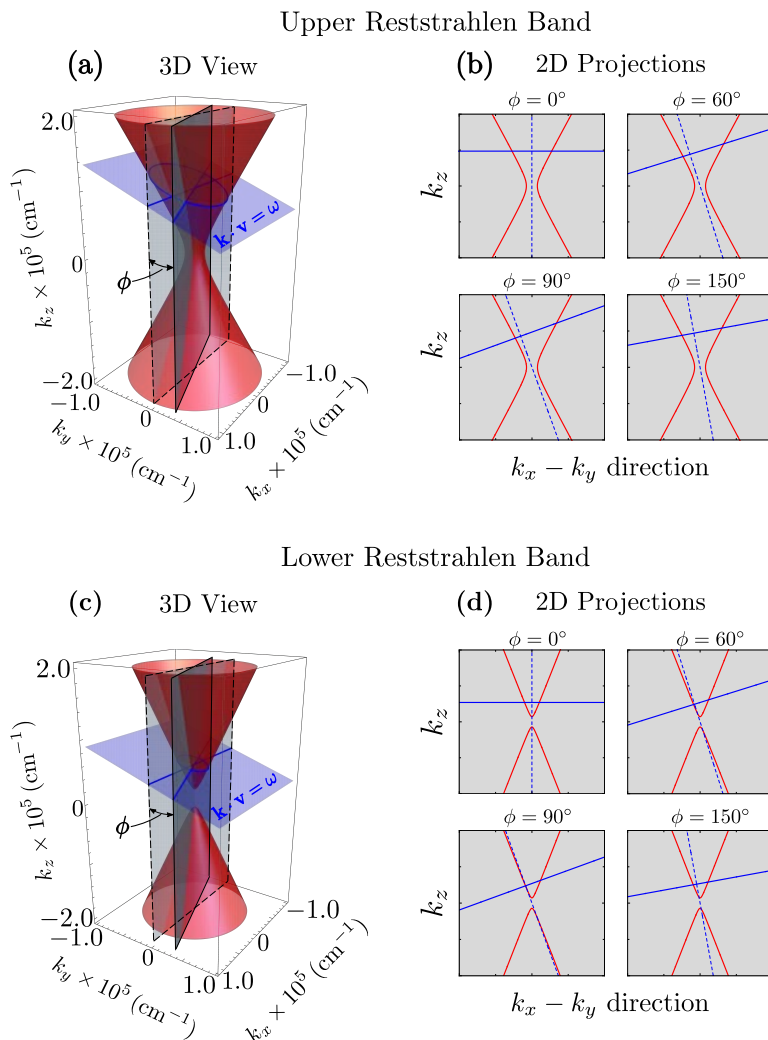 Upper Reststrahlen Band
(a) 3D View
2.0
0
−2.0
k_z × 10^5 (cm^−1)
ϕ
k · v = ω
−1.0
0
1.0
k_y × 10^5 (cm^−1)
−1.0
0
1.0
k_x × 10^5 (cm^−1)
(b) 2D Projections
ϕ = 0° ϕ = 60°
k_z
ϕ = 90° ϕ = 150°
k_z
k_x − k_y direction
Lower Reststrahlen Band
(c) 3D View
2.0
0
−2.0
k_z × 10^5 (cm^−1)
ϕ
k · v = ω
−1.0
0
1.0
k_y × 10^5 (cm^−1)
−1.0
0
1.0
k_x × 10^5 (cm^−1)
(d) 2D Projections
ϕ = 0° ϕ = 60°
k_z
ϕ = 90° ϕ = 150°
k_z
k_x − k_y direction